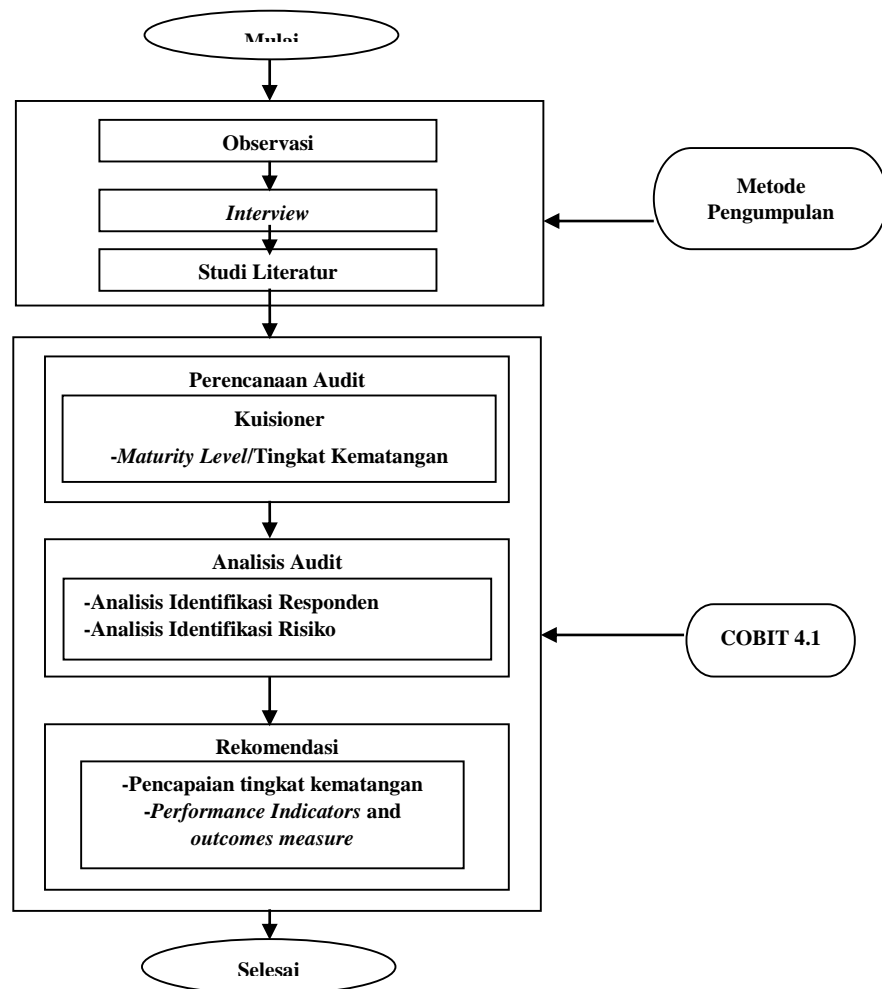 Mulai
Observasi
Interview
Studi Literatur
Metode
Pengumpulan
Perencanaan Audit
Kuisioner
-Maturity Level/Tingkat Kematangan
Analisis Audit
-Analisis Identifikasi Responden
-Analisis Identifikasi Risiko
COBIT 4.1
Rekomendasi
-Pencapaian tingkat kematangan
-Performance Indicators and
outcomes measure
Selesai